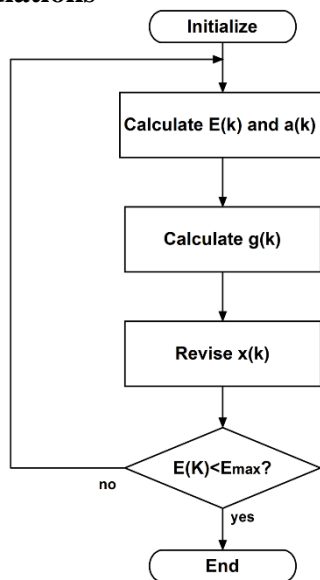 Initialize
Calculate E(k) and a(k)
Calculate g(k)
Revise x(k)
E(K)<Emax?
no
yes
End